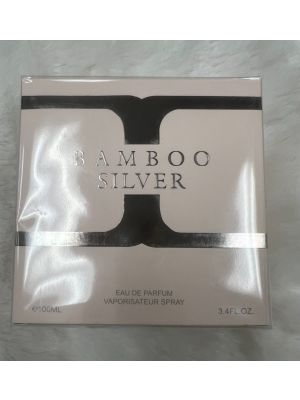 BAMBOO
SILVER
EAU DE PARFUM
VAPORISATEUR SPRAY
℮100ML
3.4FL.OZ.